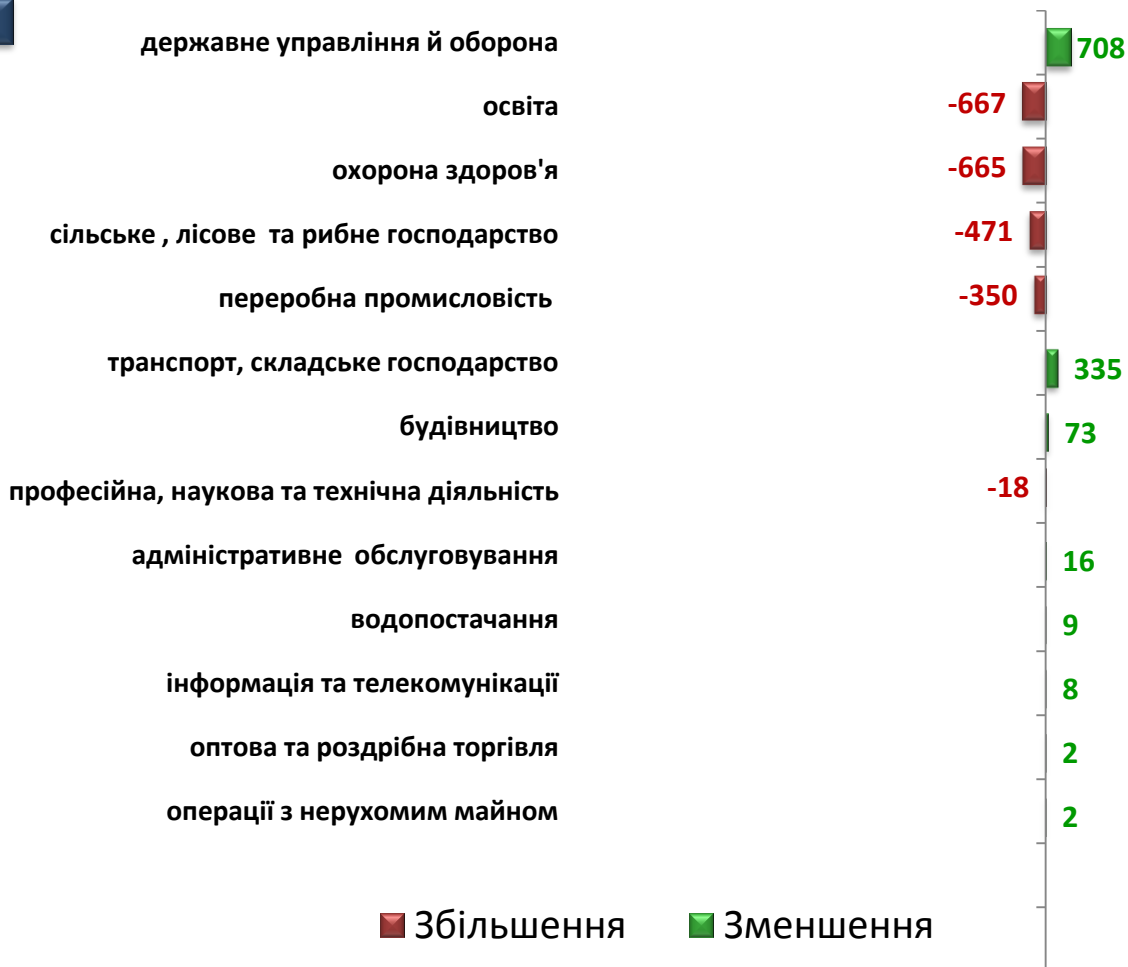 державне управління й оборона 708
освіта -667
охорона здоров'я -665
сільське , лісове та рибне господарство -471
переробна промисловість -350
транспорт, складське господарство 335
будівництво 73
професійна, наукова та технічна діяльність -18
адміністративне обслуговування 16
водопостачання 9
інформація та телекомунікації 8
оптова та роздрібна торгівля 2
операції з нерухомим майном 2
Збільшення Зменшення